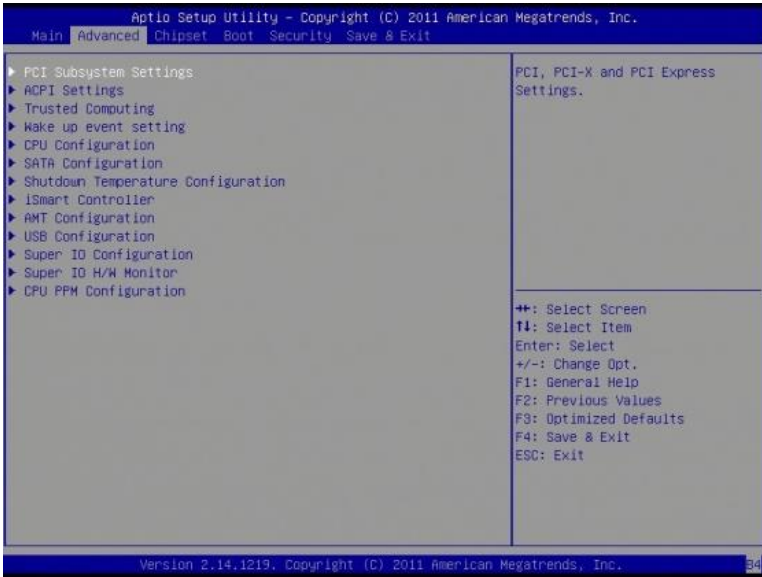 Aptio Setup Utility – Copyright (C) 2011 American Megatrends, Inc.
Main Advanced Chipset Boot Security Save & Exit
PCI Subsystem Settings
ACPI Settings
Trusted Computing
Wake up event setting
CPU Configuration
SATA Configuration
Shutdown Temperature Configuration
iSmart Controller
AMT Configuration
USB Configuration
Super IO Configuration
Super IO H/W Monitor
CPU PPM Configuration
PCI, PCI-X and PCI Express
Settings.
→←: Select Screen
↑↓: Select Item
Enter: Select
+/-: Change Opt.
F1: General Help
F2: Previous Values
F3: Optimized Defaults
F4: Save & Exit
ESC: Exit
Version 2.14.1219. Copyright (C) 2011 American Megatrends, Inc.
B4